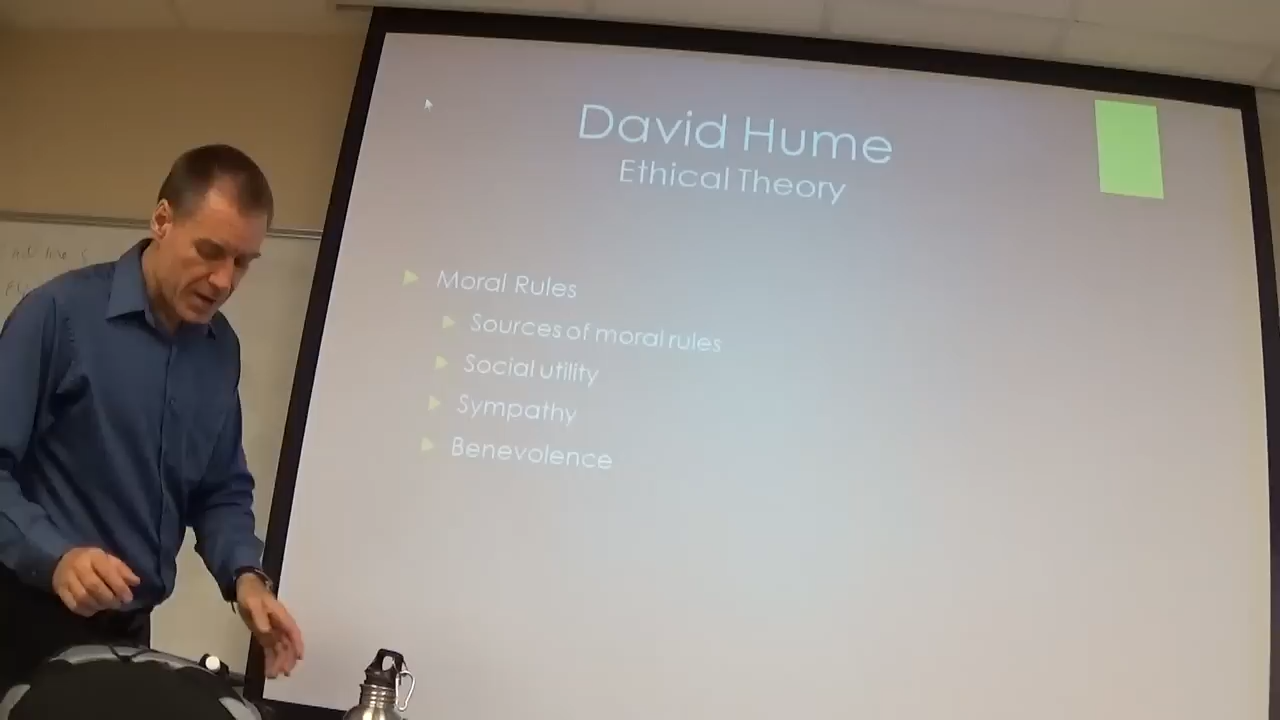 David Hume
Ethical Theory
Moral Rules
Sources of moral rules
Social utility
Sympathy
Benevolence